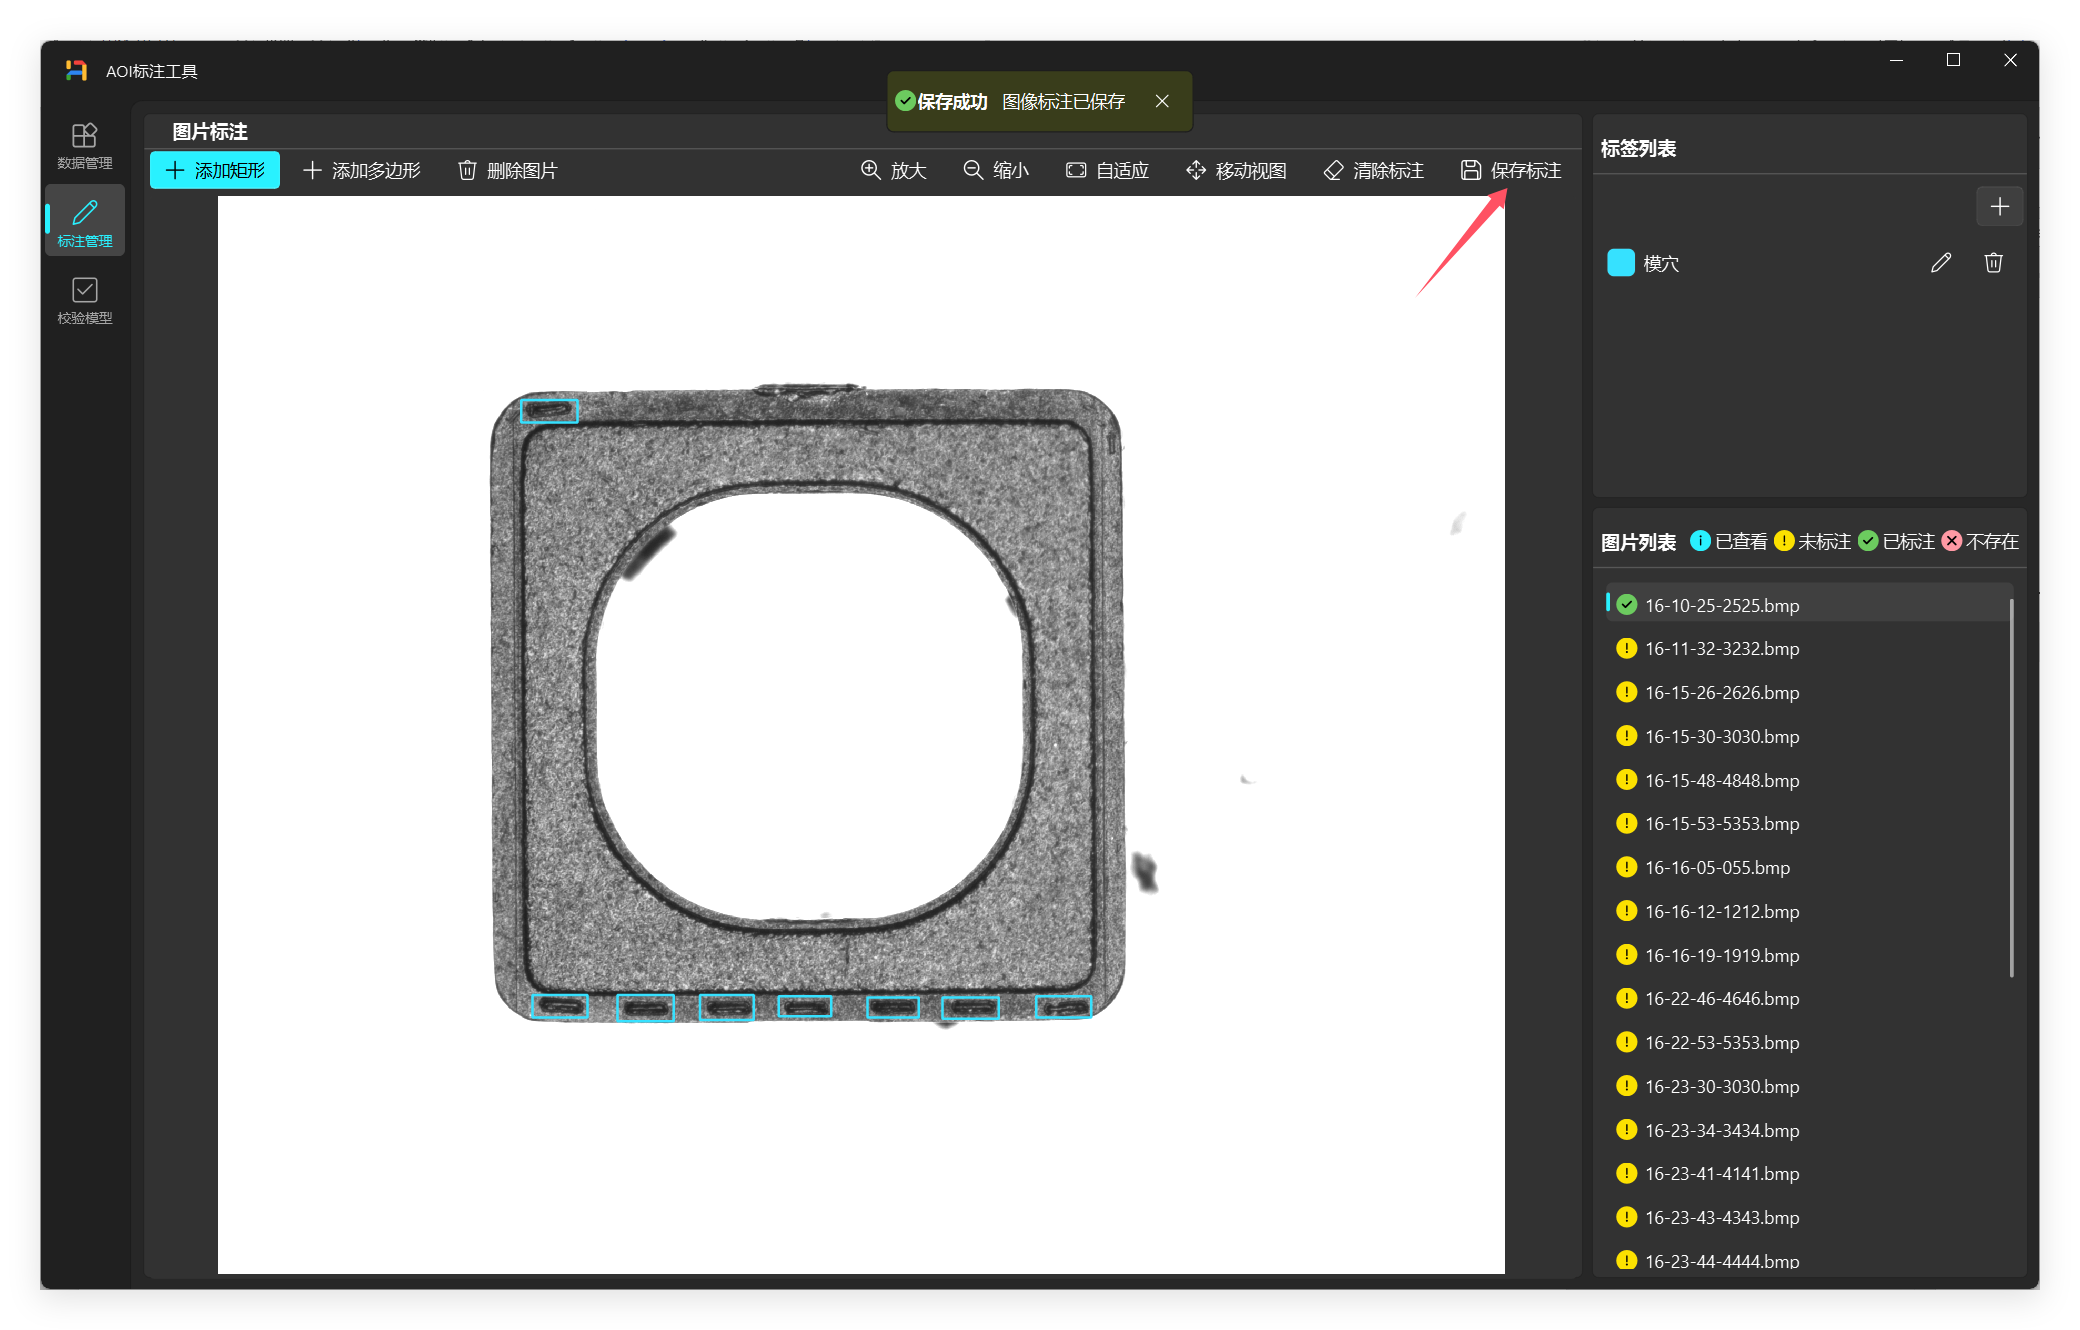 AOI标注工具
保存成功 图像标注已保存
数据管理
标注管理
校验模型
图片标注
添加矩形 添加多边形 删除图片 放大 缩小 自适应 移动视图 清除标注 保存标注
标签列表
模穴
图片列表 已查看 未标注 已标注 不存在
16-10-25-2525.bmp
16-11-32-3232.bmp
16-15-26-2626.bmp
16-15-30-3030.bmp
16-15-48-4848.bmp
16-15-53-5353.bmp
16-16-05-055.bmp
16-16-12-1212.bmp
16-16-19-1919.bmp
16-22-46-4646.bmp
16-22-53-5353.bmp
16-23-30-3030.bmp
16-23-34-3434.bmp
16-23-41-4141.bmp
16-23-43-4343.bmp
16-23-44-4444.bmp